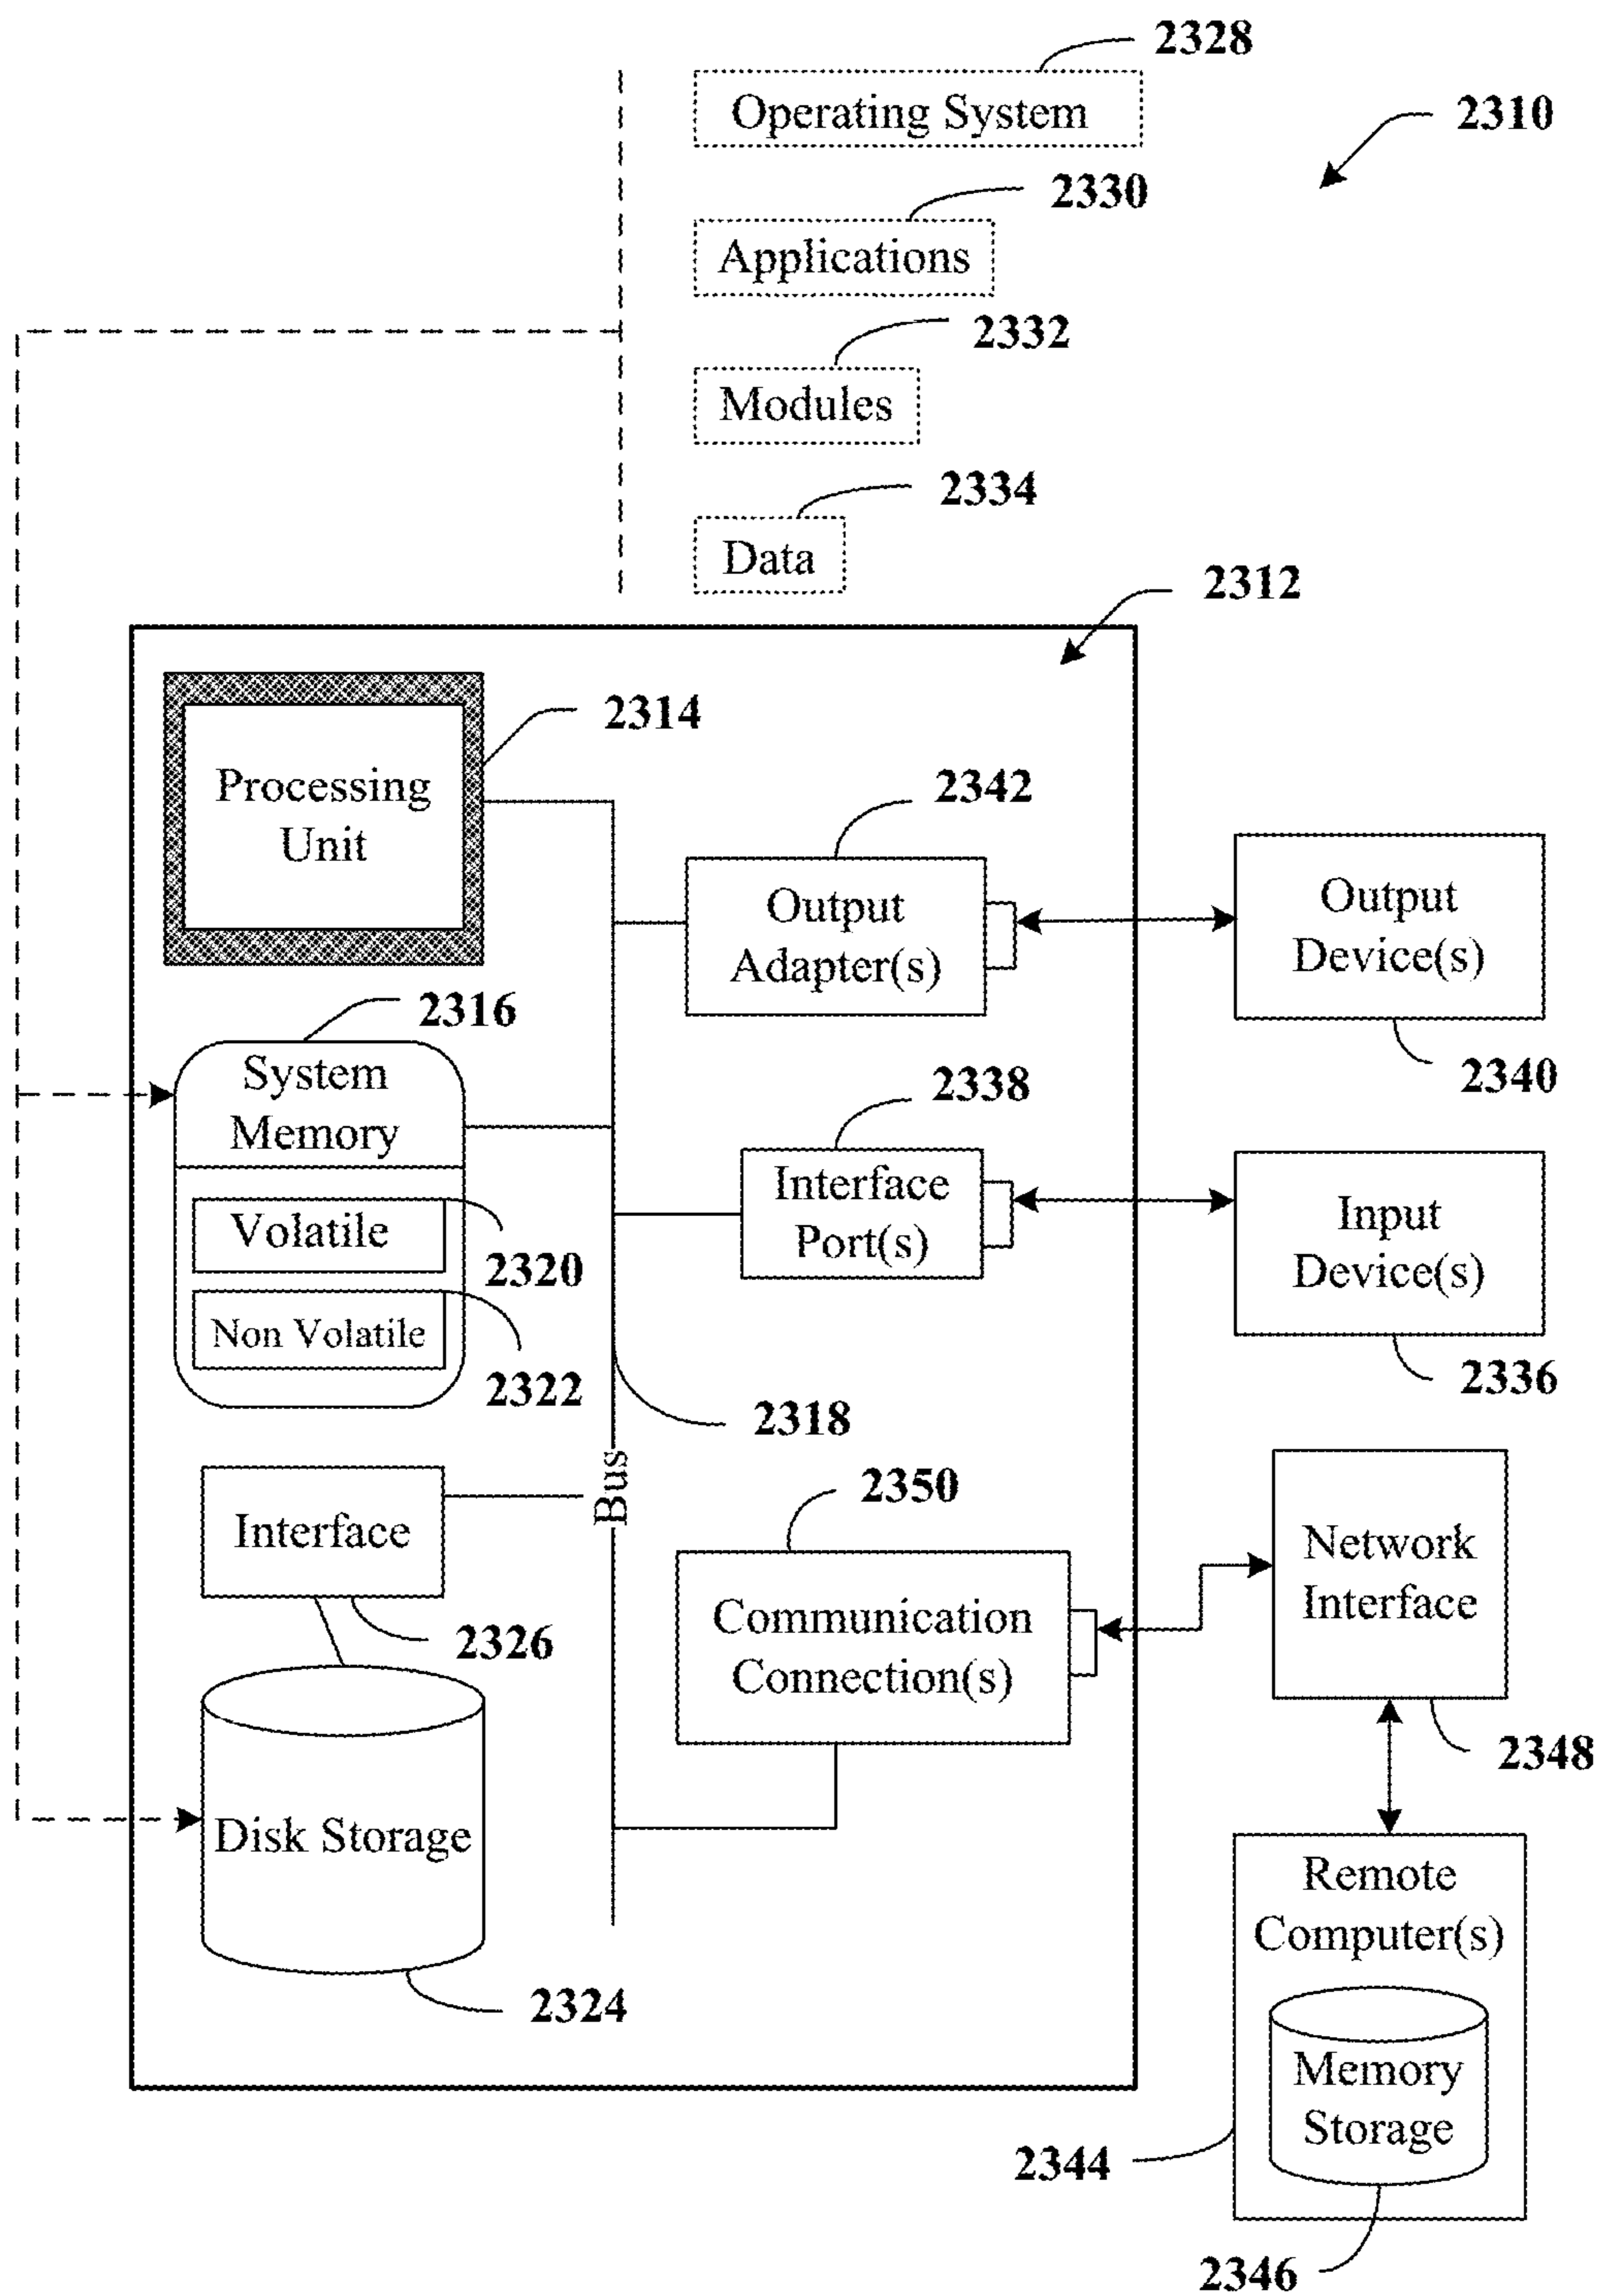 2328
Operating System
2310
2330
Applications
2332
Modules
2334
Data
2312
2314
Processing
Unit
2342
Output
Adapter(s)
Output
Device(s)
2340
2316
System
Memory
2338
Interface
Port(s)
Input
Device(s)
2336
Volatile
2320
Non Volatile
2322
2318
Bus
Interface
2326
2350
Communication
Connection(s)
Network
Interface
2348
Disk Storage
2324
Remote
Computer(s)
Memory
Storage
2344
2346